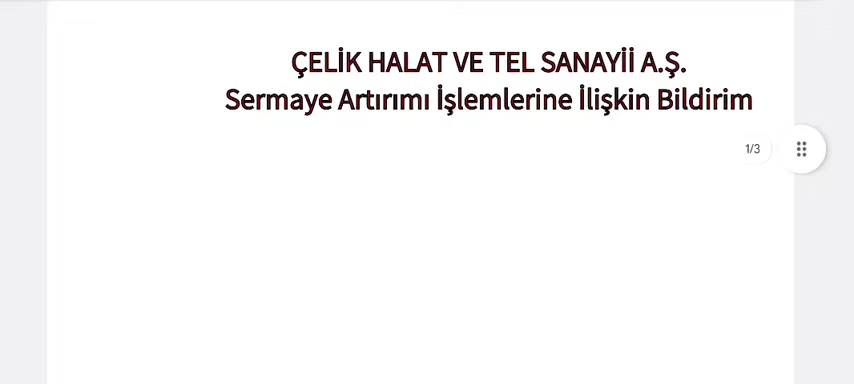 ÇELİK HALAT VE TEL SANAYİİ A.Ş.
Sermaye Artırımı İşlemlerine İlişkin Bildirim
1/3